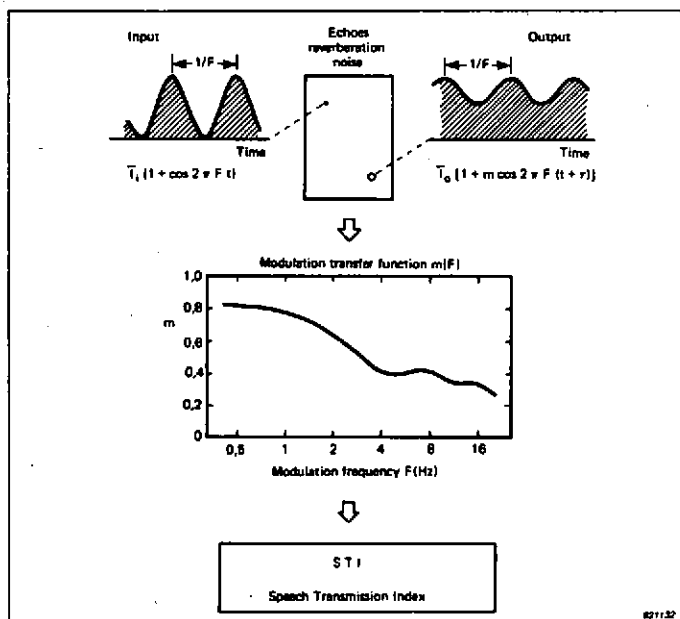 Input
Echoes
reverberation
noise
Output
1/F
1/F
Time
Time
I̅ᵢ (1 + cos 2 π F t)
I̅ₒ {1 + m cos 2 π F (t + τ)}
Modulation transfer function m(F)
1,0
0,8
m
0,6
0,4
0,2
0
0,5 1 2 4 8 16
Modulation frequency F(Hz)
S T I
Speech Transmission Index
821132